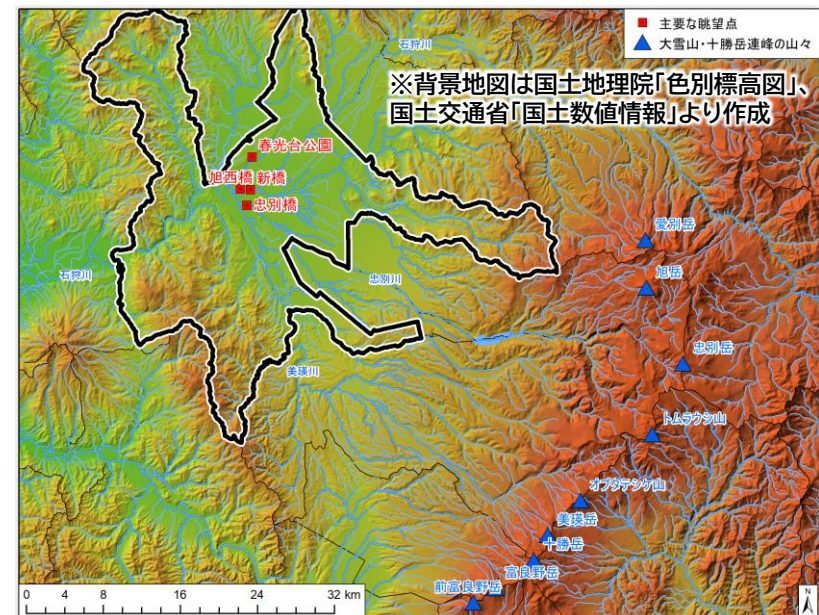 主要な眺望点
大雪山・十勝岳連峰の山々
石狩川
※背景地図は国土地理院「色別標高図」、
国土交通省「国土数値情報」より作成
春光台公園
旭西橋 新橋
忠別橋
愛別岳
石狩川
忠別川
旭岳
忠別岳
美瑛川
トムラウシ山
オプタテシケ山
美瑛岳
十勝岳
富良野岳
前富良野岳
0 4 8 16 24 32 km
N